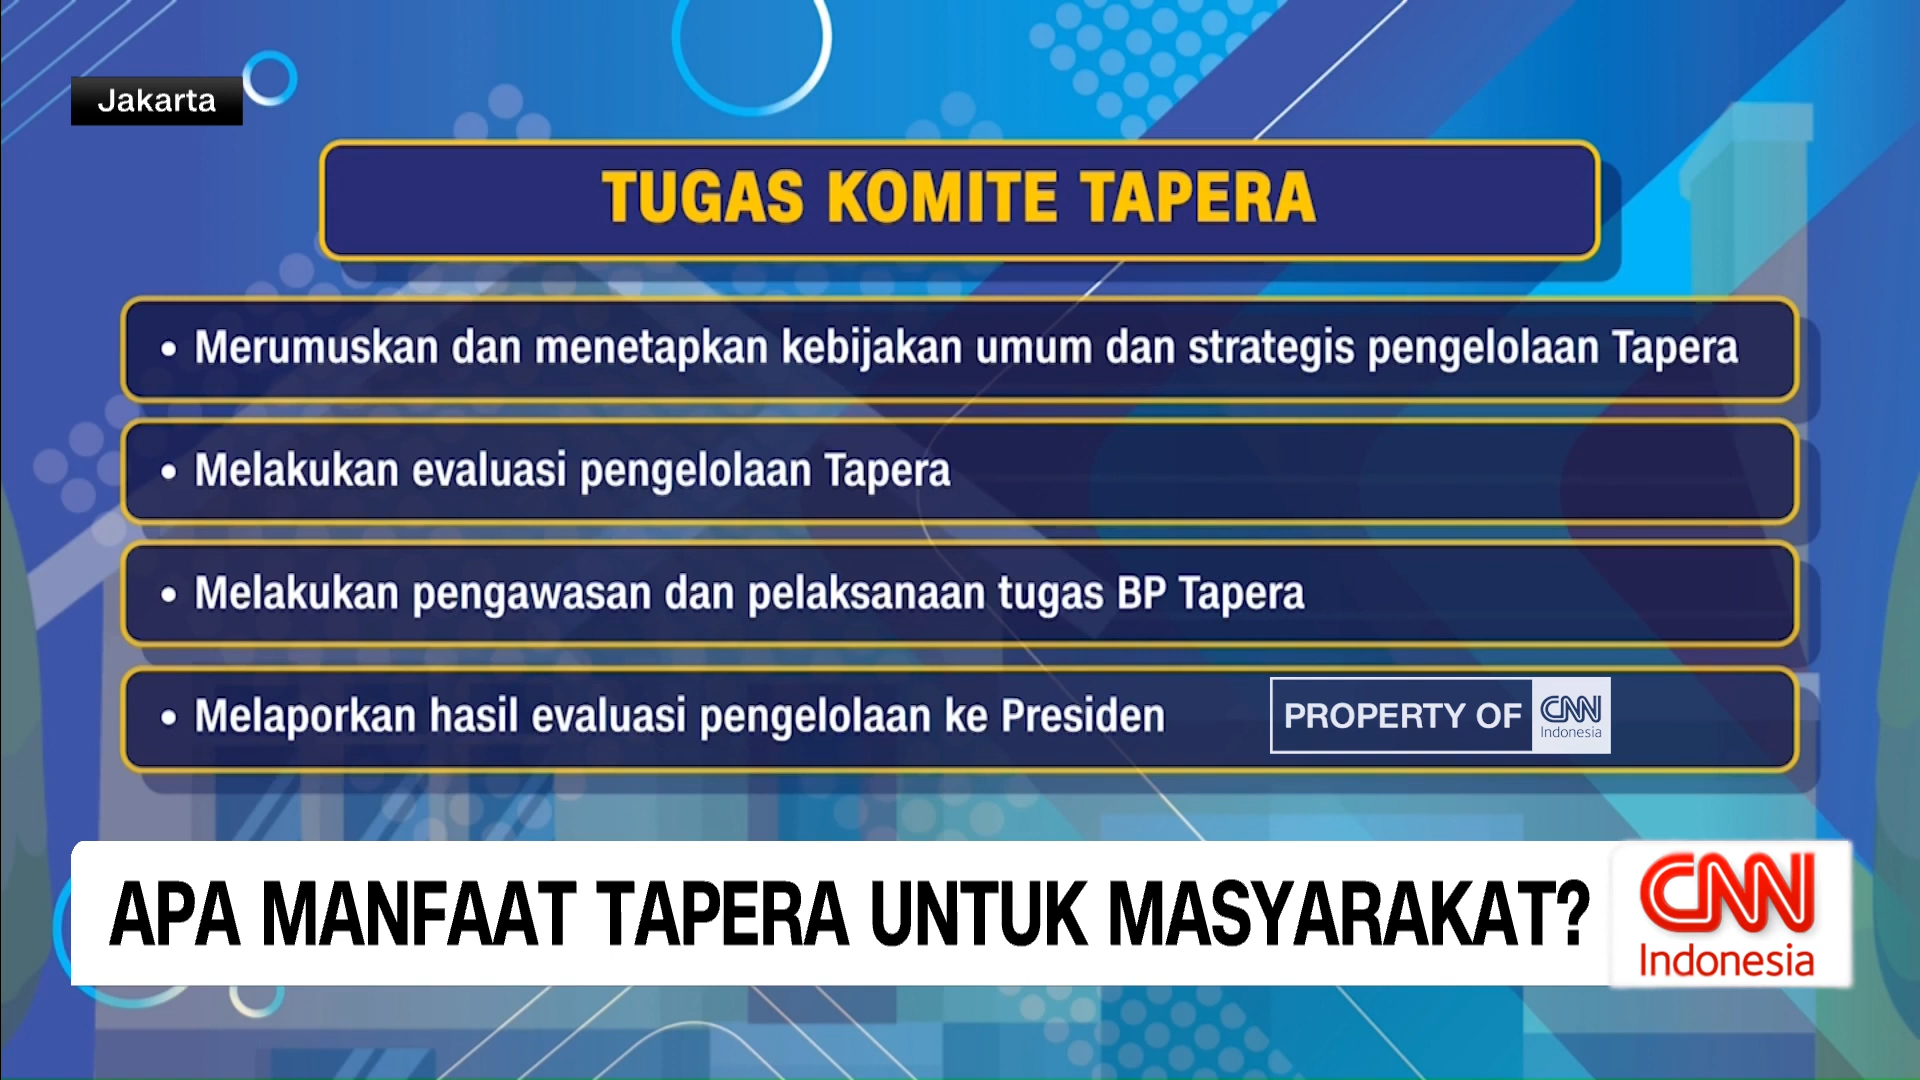 Jakarta
TUGAS KOMITE TAPERA
• Merumuskan dan menetapkan kebijakan umum dan strategis pengelolaan Tapera
• Melakukan evaluasi pengelolaan Tapera
• Melakukan pengawasan dan pelaksanaan tugas BP Tapera
• Melaporkan hasil evaluasi pengelolaan ke Presiden
PROPERTY OF CNN Indonesia
APA MANFAAT TAPERA UNTUK MASYARAKAT?
CNN
Indonesia